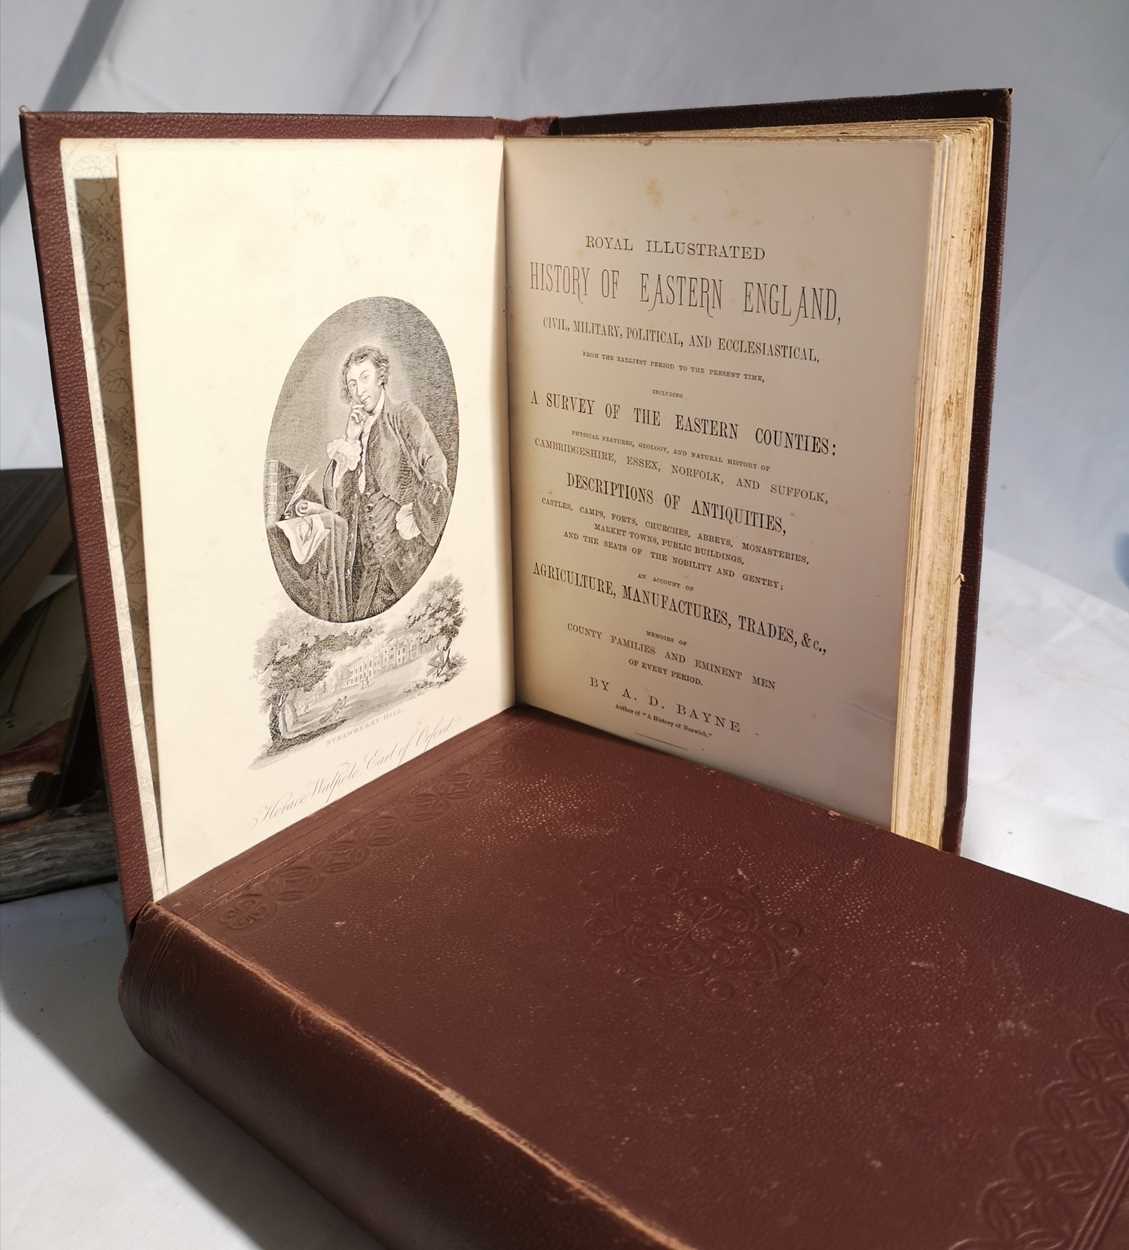 STRAWBERRY HILL.
Horace Walpole, Earl of Orford.
ROYAL ILLUSTRATED
HISTORY OF EASTERN ENGLAND,
CIVIL, MILITARY, POLITICAL, AND ECCLESIASTICAL,
FROM THE EARLIEST PERIOD TO THE PRESENT TIME,
INCLUDING
A SURVEY OF THE EASTERN COUNTIES:
PHYSICAL FEATURES, GEOLOGY, AND NATURAL HISTORY OF
CAMBRIDGESHIRE, ESSEX, NORFOLK, AND SUFFOLK,
DESCRIPTIONS OF ANTIQUITIES,
CASTLES, CAMPS, FORTS, CHURCHES, ABBEYS, MONASTERIES,
MARKET TOWNS, PUBLIC BUILDINGS,
AND THE SEATS OF THE NOBILITY AND GENTRY;
AN ACCOUNT OF
AGRICULTURE, MANUFACTURES, TRADES, &c.,
MEMOIRS OF
COUNTY FAMILIES AND EMINENT MEN
OF EVERY PERIOD.
BY A. D. BAYNE
Author of "A History of Norwich."